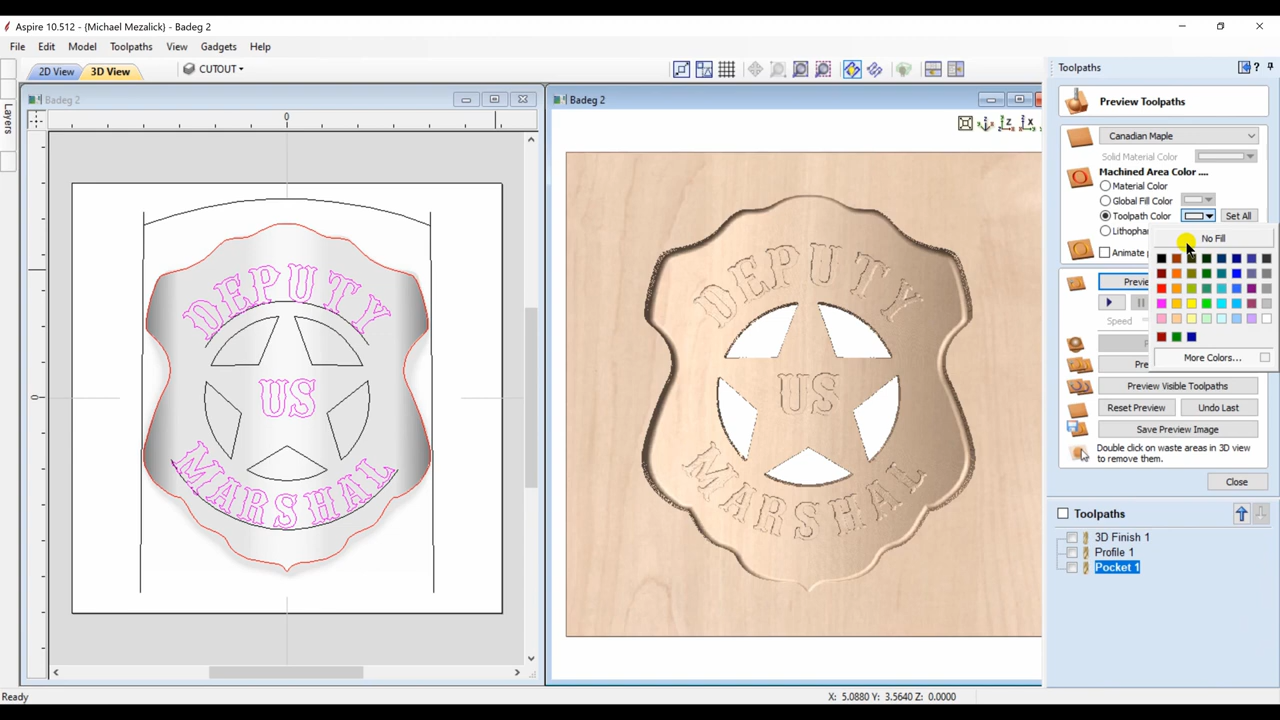 Aspire 10.512 - {Michael Mezalick} - Badeg 2
File Edit Model Toolpaths View Gadgets Help
2D View 3D View CUTOUT
Layers
Badeg 2
0
0
DEPUTY
US
MARSHAL
Badeg 2
DEPUTY
US
MARSHAL
Toolpaths
Preview Toolpaths
Canadian Maple
Solid Material Color
Machined Area Color ....
Material Color
Global Fill Color
Toolpath Color Set All
Lithopha
No Fill
Animate
More Colors...
Speed
Preview Visible Toolpaths
Reset Preview Undo Last
Save Preview Image
Double click on waste areas in 3D view
to remove them.
Close
Toolpaths
3D Finish 1
Profile 1
Pocket 1
Ready X: 5.0880 Y: 3.5640 Z: 0.0000